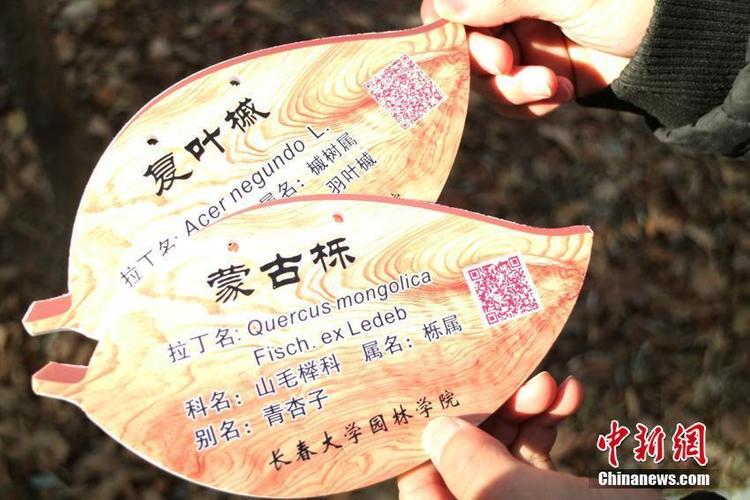 复叶槭
拉丁名: Acer negundo L.
属名: 槭树属
羽叶槭
蒙古栎
拉丁名: Quercus mongolica
Fisch. ex Ledeb
科名: 山毛榉科 属名: 栎属
别名: 青杏子
长春大学园林学院
中新网
Chinanews.com